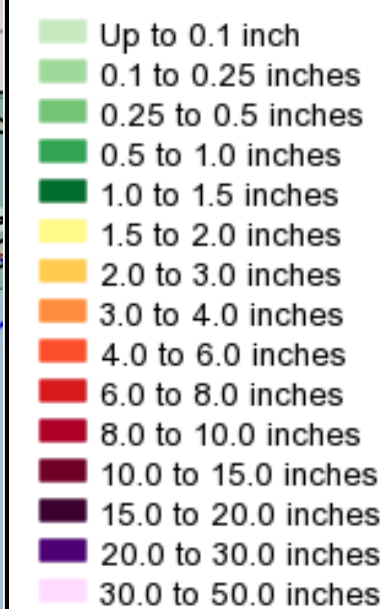 Up to 0.1 inch
0.1 to 0.25 inches
0.25 to 0.5 inches
0.5 to 1.0 inches
1.0 to 1.5 inches
1.5 to 2.0 inches
2.0 to 3.0 inches
3.0 to 4.0 inches
4.0 to 6.0 inches
6.0 to 8.0 inches
8.0 to 10.0 inches
10.0 to 15.0 inches
15.0 to 20.0 inches
20.0 to 30.0 inches
30.0 to 50.0 inches